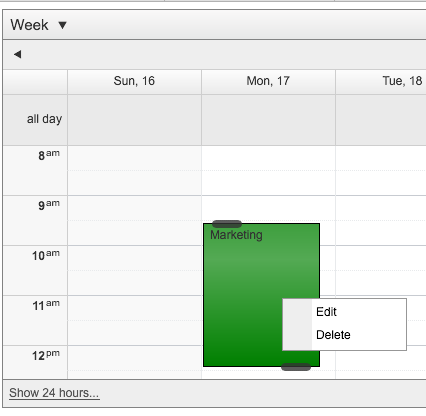 Week
Sun, 16 Mon, 17 Tue, 18
all day
8 am
9 am
Marketing
10 am
11 am
Edit
Delete
12 pm
Show 24 hours...